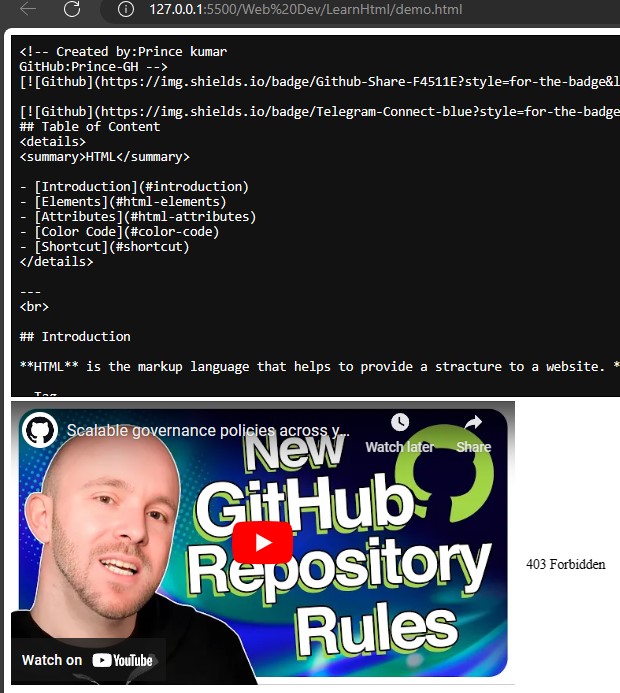 127.0.0.1:5500/Web%20Dev/LearnHtml/demo.html
<!-- Created by:Prince kumar
GitHub:Prince-GH -->
[![Github](https://img.shields.io/badge/Github-Share-F4511E?style=for-the-badge&l
[![Github](https://img.shields.io/badge/Telegram-Connect-blue?style=for-the-badge
## Table of Content
<details>
<summary>HTML</summary>
- [Introduction](#introduction)
- [Elements](#html-elements)
- [Attributes](#html-attributes)
- [Color Code](#color-code)
- [Shortcut](#shortcut)
</details>
---
<br>
## Introduction
**HTML** is the markup language that helps to provide a stracture to a website. *
Tag
Scalable governance policies across y...
Watch later
Share
New
GitHub
Repository
Rules
403 Forbidden
Watch on YouTube